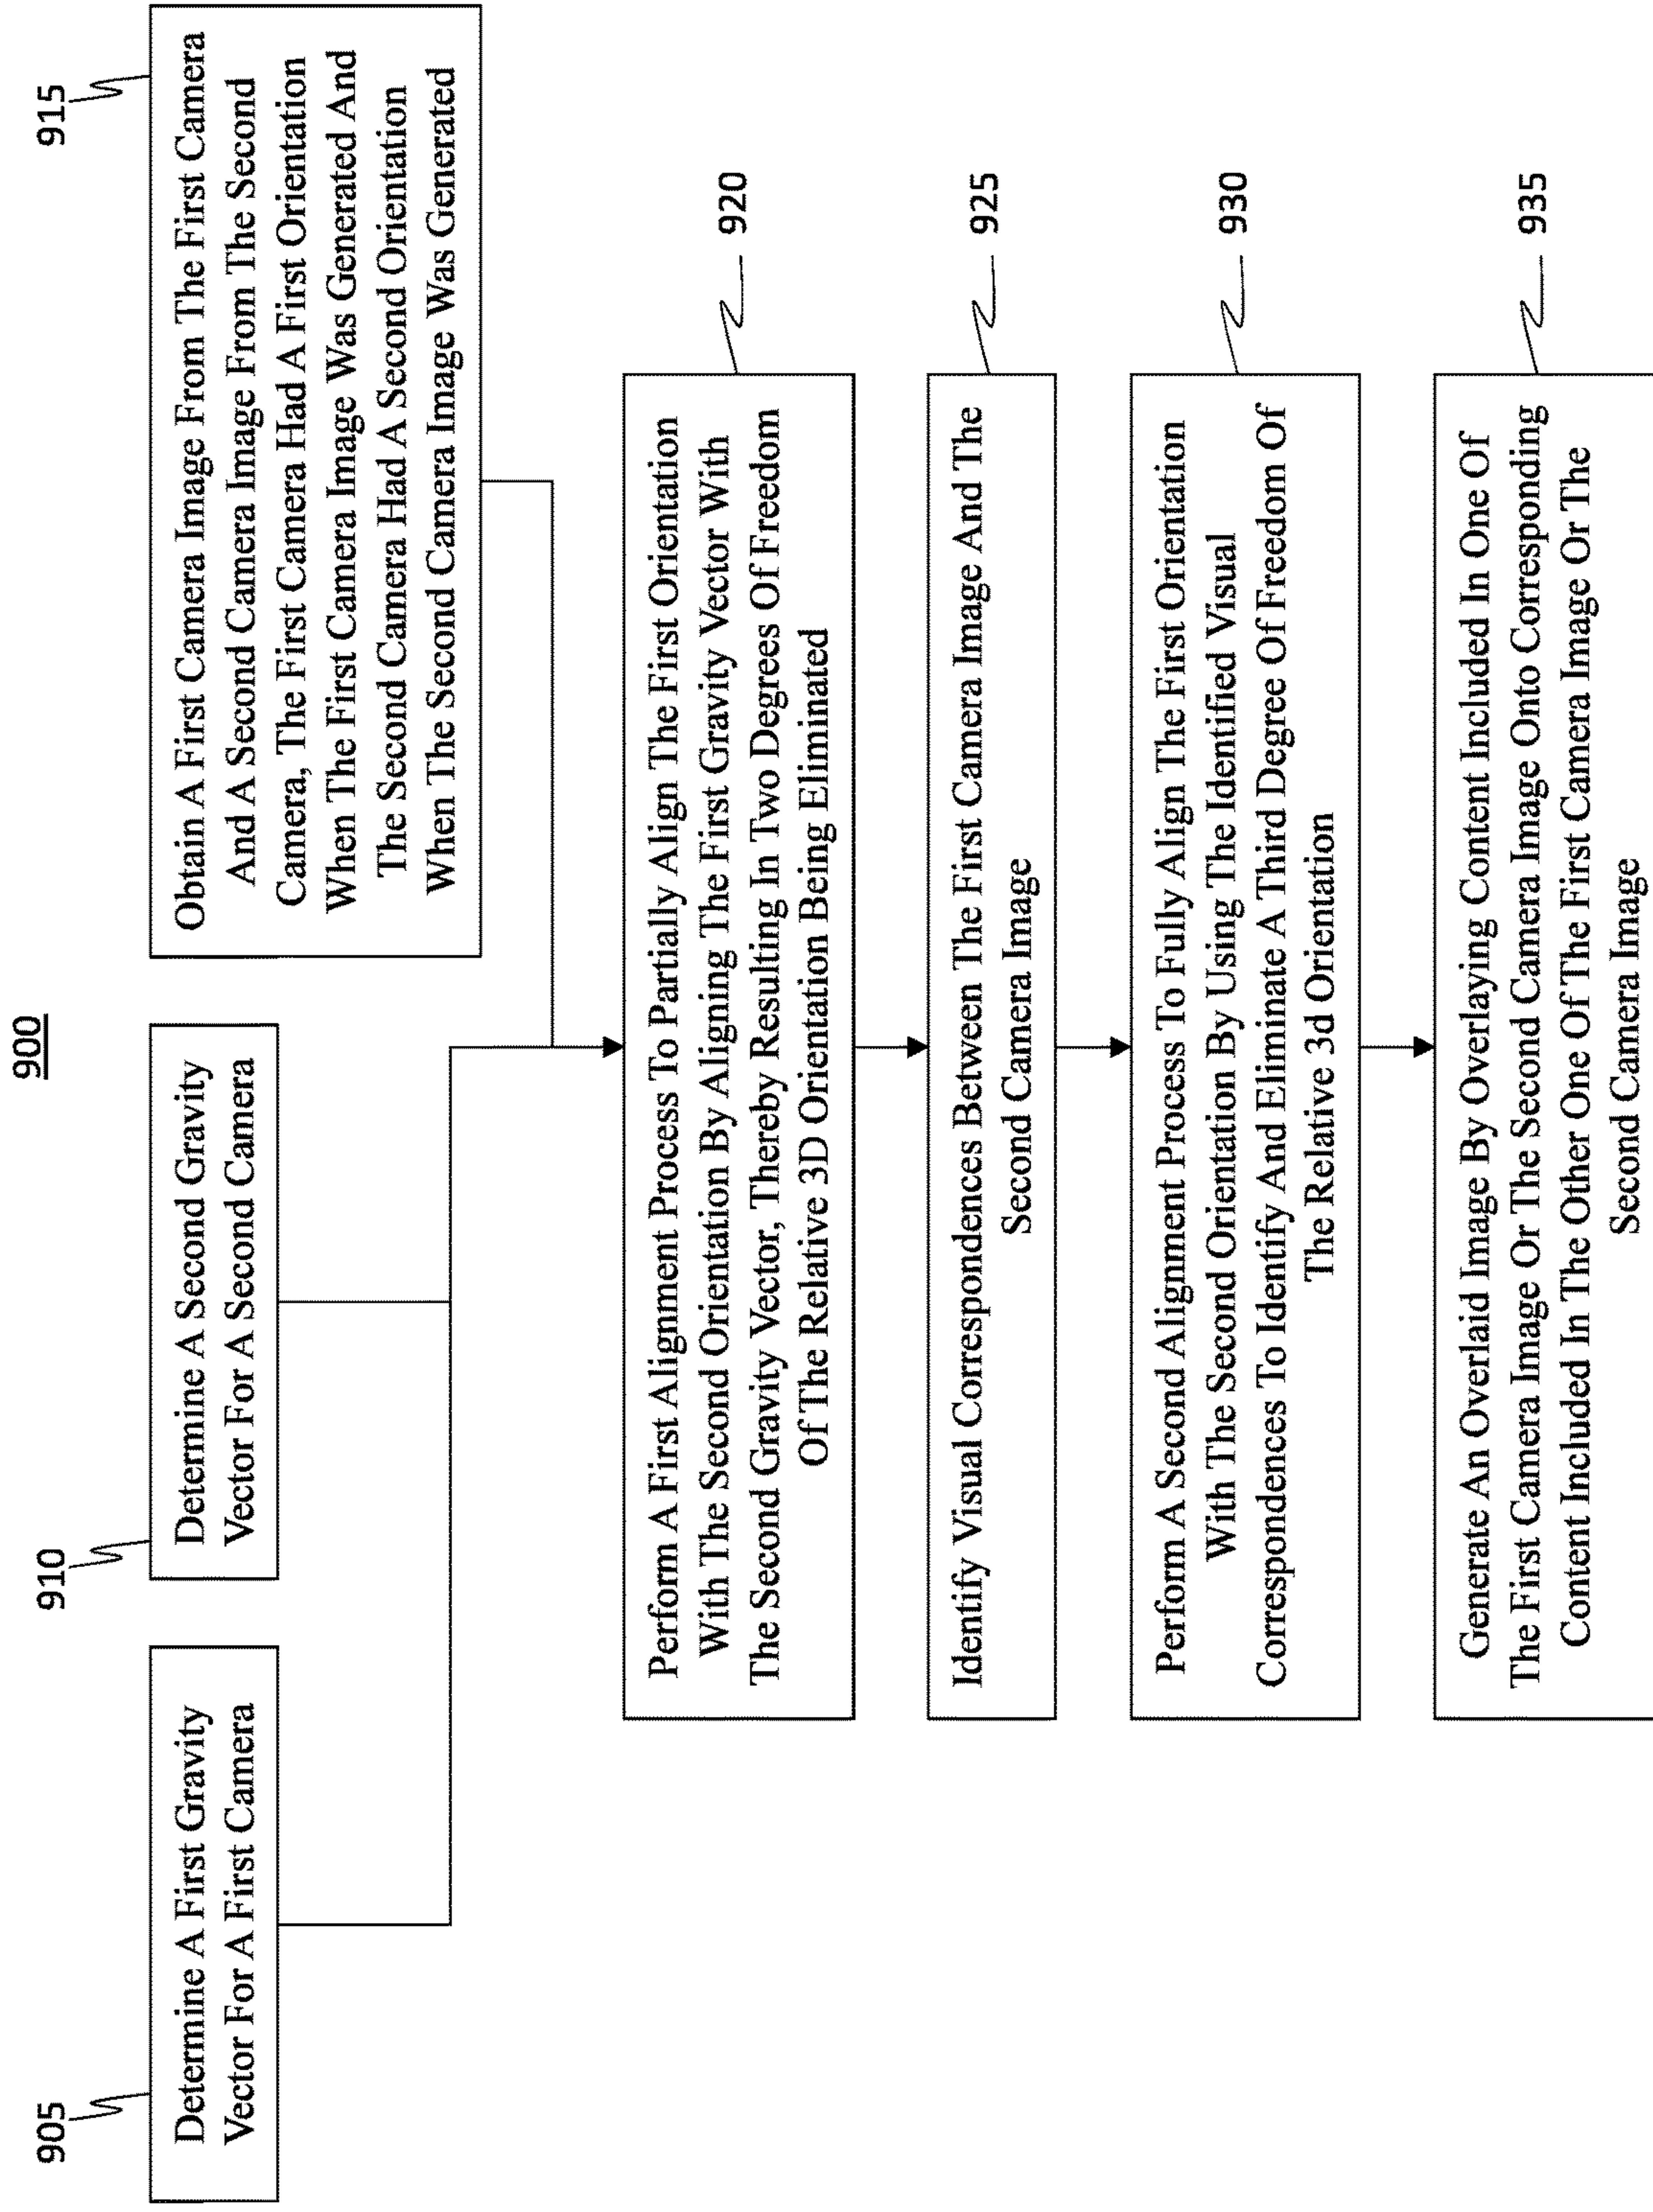 900
905
Determine A First Gravity
Vector For A First Camera
910
Determine A Second Gravity
Vector For A Second Camera
915
Obtain A First Camera Image From The First Camera
And A Second Camera Image From The Second
Camera, The First Camera Had A First Orientation
When The First Camera Image Was Generated And
The Second Camera Had A Second Orientation
When The Second Camera Image Was Generated
920
Perform A First Alignment Process To Partially Align The First Orientation
With The Second Orientation By Aligning The First Gravity Vector With
The Second Gravity Vector, Thereby Resulting In Two Degrees Of Freedom
Of The Relative 3D Orientation Being Eliminated
925
Identify Visual Correspondences Between The First Camera Image And The
Second Camera Image
930
Perform A Second Alignment Process To Fully Align The First Orientation
With The Second Orientation By Using The Identified Visual
Correspondences To Identify And Eliminate A Third Degree Of Freedom Of
The Relative 3d Orientation
935
Generate An Overlaid Image By Overlaying Content Included In One Of
The First Camera Image Or The Second Camera Image Onto Corresponding
Content Included In The Other One Of The First Camera Image Or The
Second Camera Image